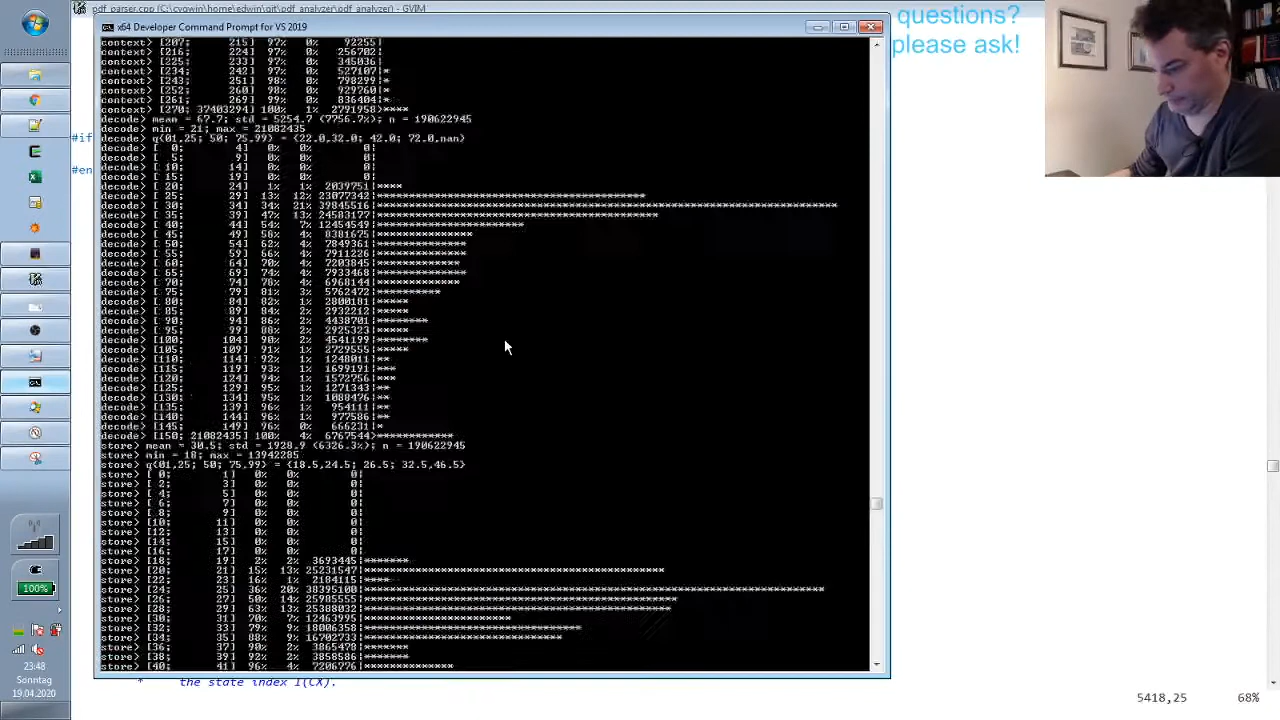 pdf_parser.cpp (C:\cygwin\home\edwin\git\pdf_analyzer\pdf_analyzer) - GVIM
x64 Developer Command Prompt for VS 2019
questions?
please ask!
context> [207; 215] 97% 0% 92255|
context> [216; 224] 97% 0% 256702|
context> [225; 233] 97% 0% 345036|
context> [234; 242] 97% 0% 527107|*
context> [243; 251] 98% 0% 798299|*
context> [252; 260] 98% 0% 929760|*
context> [261; 269] 99% 0% 836404|*
context> [270; 37403294] 100% 1% 2791958>****
decode> mean = 67.7; std = 5254.7 (7756.7%); n = 190622945
decode> min = 21; max = 21082435
decode> q(01,25; 50; 75.99) = (22.0,32.0; 42.0; 72.0,nan)
decode> [ 0; 4] 0% 0% 0|
decode> [ 5; 9] 0% 0% 0|
decode> [ 10; 14] 0% 0% 0|
decode> [ 15; 19] 0% 0% 0|
decode> [ 20; 24] 1% 1% 2039751|****
decode> [ 25; 29] 13% 12% 23077342|
decode> [ 30; 34] 34% 21% 39845516|
decode> [ 35; 39] 47% 13% 24583177|
decode> [ 40; 44] 54% 7% 12454549|
decode> [ 45; 49] 58% 4% 8381675|
decode> [ 50; 54] 62% 4% 7849361|
decode> [ 55; 59] 66% 4% 7911226|
decode> [ 60; 64] 70% 4% 7203845|
decode> [ 65; 69] 74% 4% 7933468|
decode> [ 70; 74] 78% 4% 6968144|
decode> [ 75; 79] 81% 3% 5762472|
decode> [ 80; 84] 82% 1% 2800181|*****
decode> [ 85; 89] 84% 2% 2932212|*****
decode> [ 90; 94] 86% 2% 4438701|********
decode> [ 95; 99] 88% 2% 2925323|*****
decode> [100; 104] 90% 2% 4541199|********
decode> [105; 109] 91% 1% 2729555|*****
decode> [110; 114] 92% 1% 1248011|**
decode> [115; 119] 93% 1% 1699191|***
decode> [120; 124] 94% 1% 1572756|***
decode> [125; 129] 95% 1% 1271343|**
decode> [130; 134] 95% 1% 1088476|**
decode> [135; 139] 96% 1% 954111|**
decode> [140; 144] 96% 1% 977586|**
decode> [145; 149] 96% 1% 666231|*
decode> [150; 21082435] 100% 4% 6767544>************
store> mean = 30.5; std = 1928.9 (6326.3%); n = 190622945
store> min = 18; max = 13942285
store> q(01,25; 50; 75.99) = (18.5,24.5; 26.5; 32.5,46.5)
store> [ 0; 1] 0% 0% 0|
store> [ 2; 3] 0% 0% 0|
store> [ 4; 5] 0% 0% 0|
store> [ 6; 7] 0% 0% 0|
store> [ 8; 9] 0% 0% 0|
store> [10; 11] 0% 0% 0|
store> [12; 13] 0% 0% 0|
store> [14; 15] 0% 0% 0|
store> [16; 17] 0% 0% 0|
store> [18; 19] 2% 2% 3693445|*******
store> [20; 21] 15% 13% 25231547|
store> [22; 23] 16% 1% 2184115|****
store> [24; 25] 36% 20% 38395100|
store> [26; 27] 50% 14% 25985555|
store> [28; 29] 63% 13% 25388032|
store> [30; 31] 70% 7% 12463995|
store> [32; 33] 79% 9% 18006358|
store> [34; 35] 88% 9% 16702733|
store> [36; 37] 90% 2% 3865478|*******
store> [38; 39] 92% 2% 3858586|*******
store> [40; 41] 96% 4% 7206776|**************
#if
#en
* the state index I(CX).
5418,25 68%
100%
23:48
Sonntag
19.04.2020